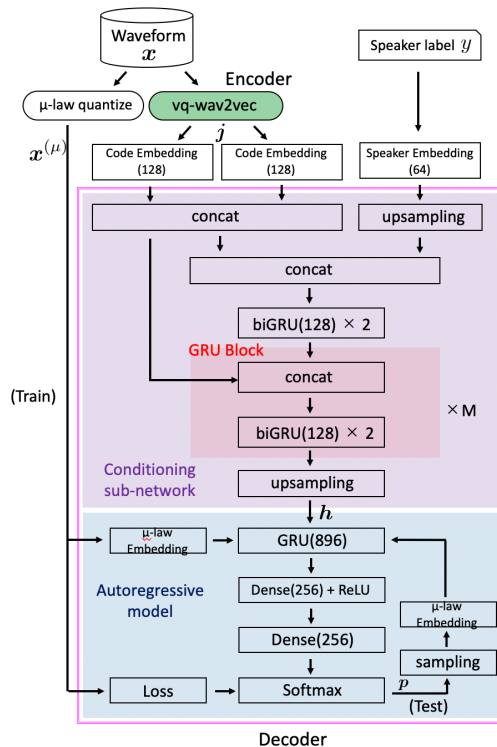 Waveform
x
Speaker label y
Encoder
μ-law quantize
vq-wav2vec
x(μ)
j
Code Embedding
(128)
Code Embedding
(128)
Speaker Embedding
(64)
concat
upsampling
concat
biGRU(128) × 2
GRU Block
concat
(Train)
×M
biGRU(128) × 2
Conditioning
sub-network
upsampling
h
μ-law
Embedding
GRU(896)
Autoregressive
model
Dense(256) + ReLU
μ-law
Embedding
Dense(256)
sampling
Loss
Softmax
p
(Test)
Decoder